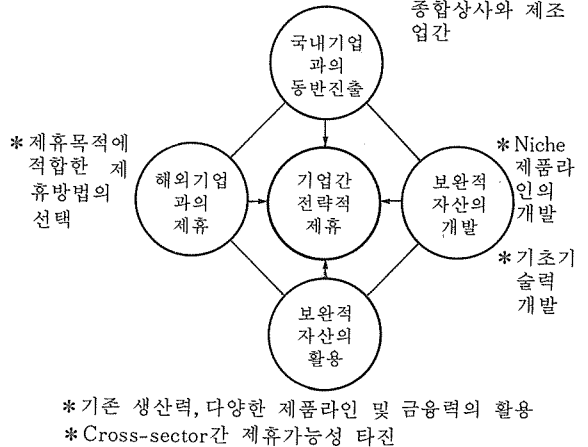 종합상사와 제조
업간
국내기업
과의
동반진출
*제휴목적에
적합한 제
휴방법의
선택
해외기업
과의
제휴
기업간
전략적
제휴
보완적
자산의
개발
*Niche
제품라
인의
개발
*기초기
술력
개발
보완적
자산의
활용
*기존 생산력, 다양한 제품라인 및 금융력의 활용
*Cross-sector간 제휴가능성 타진